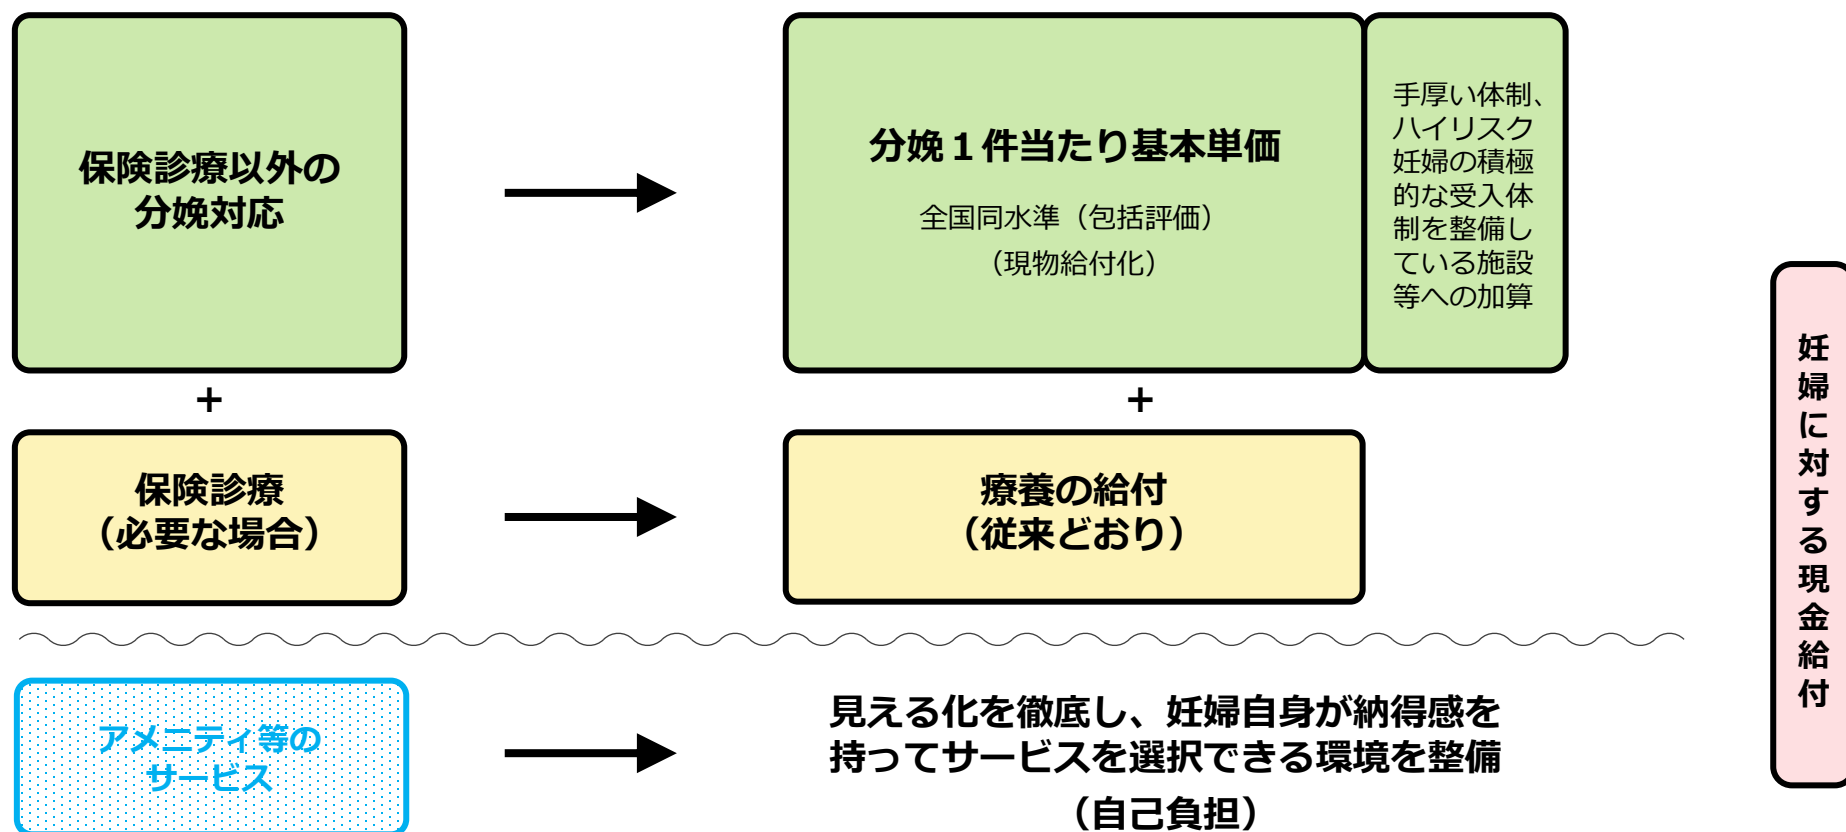 保険診療以外の
分娩対応
分娩１件当たり基本単価
全国同水準（包括評価）
（現物給付化）
手厚い体制、
ハイリスク
妊婦の積極
的な受入体
制を整備し
ている施設
等への加算
+
+
保険診療
（必要な場合）
療養の給付
（従来どおり）
アメニティ等の
サービス
見える化を徹底し、妊婦自身が納得感を
持ってサービスを選択できる環境を整備
（自己負担）
妊婦に対する現金給付